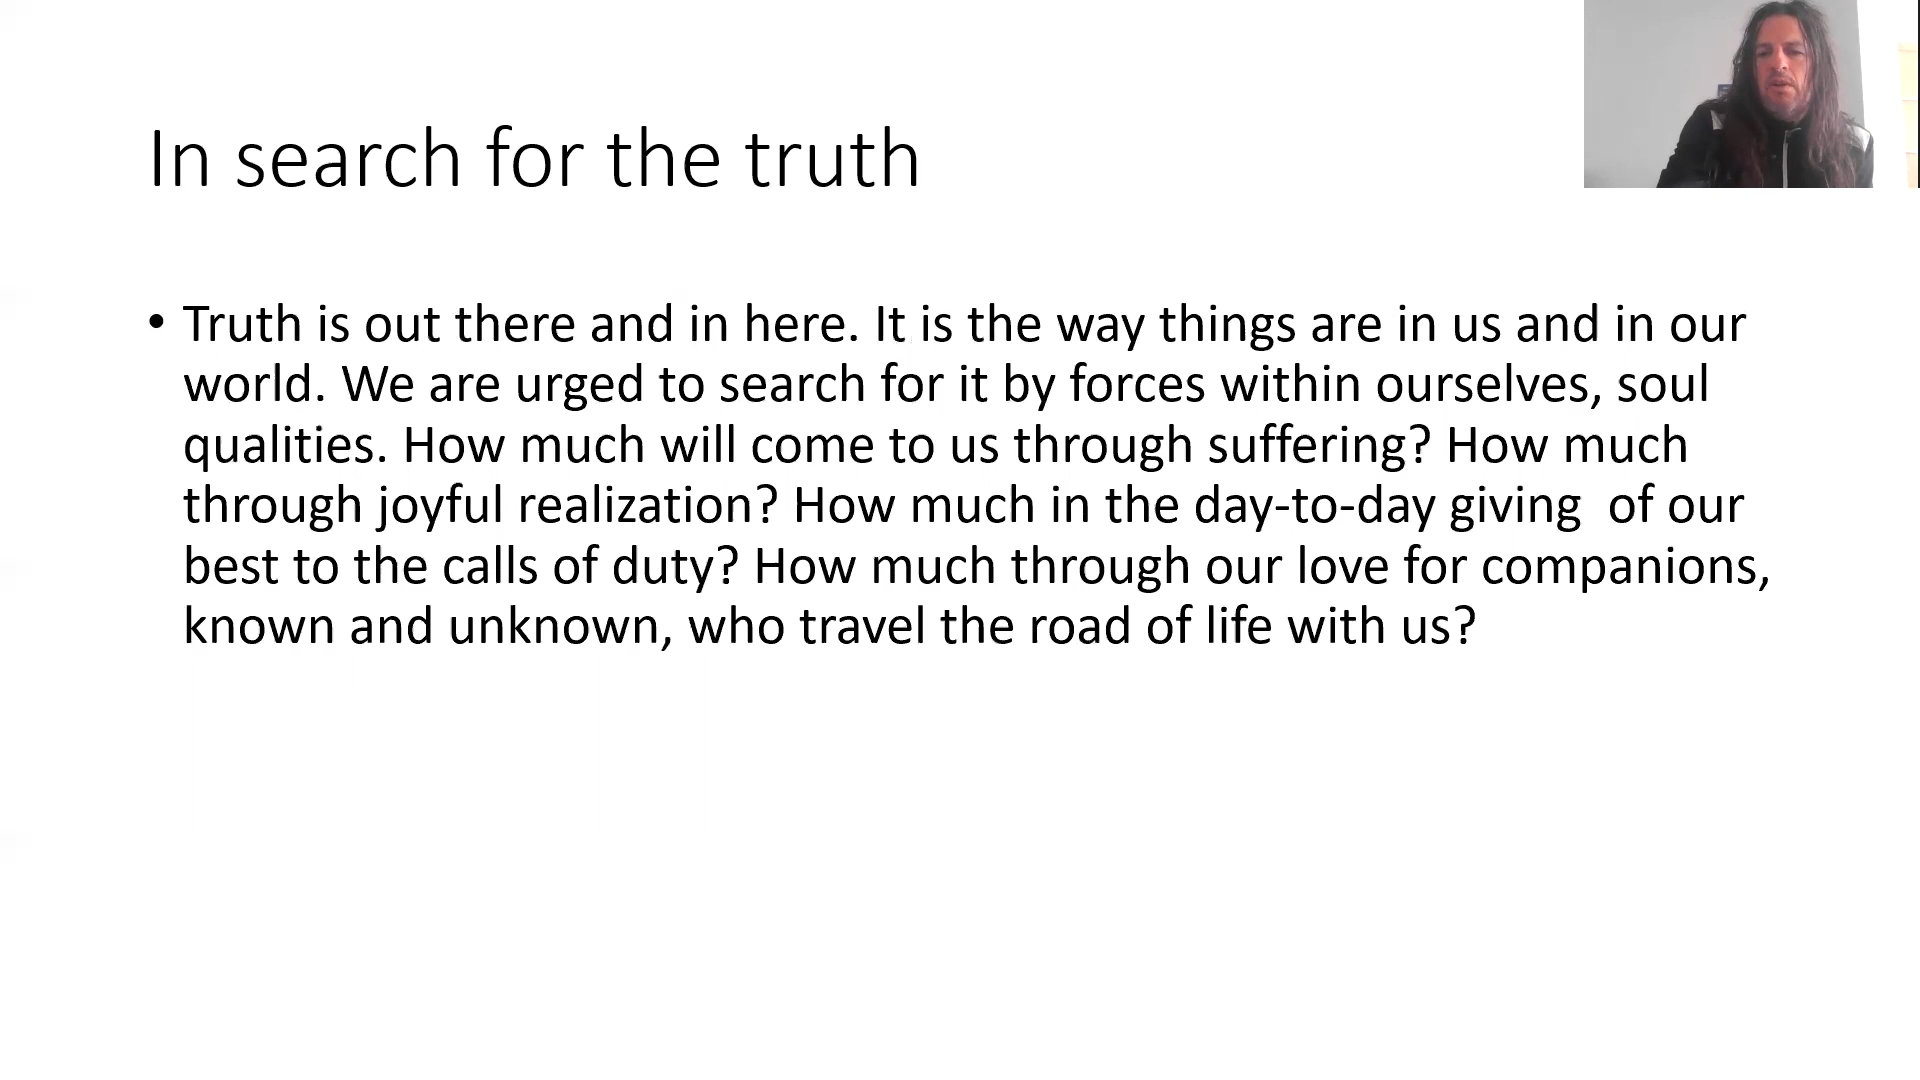 In search for the truth
• Truth is out there and in here. It is the way things are in us and in our
world. We are urged to search for it by forces within ourselves, soul
qualities. How much will come to us through suffering? How much
through joyful realization? How much in the day-to-day giving  of our
best to the calls of duty? How much through our love for companions,
known and unknown, who travel the road of life with us?